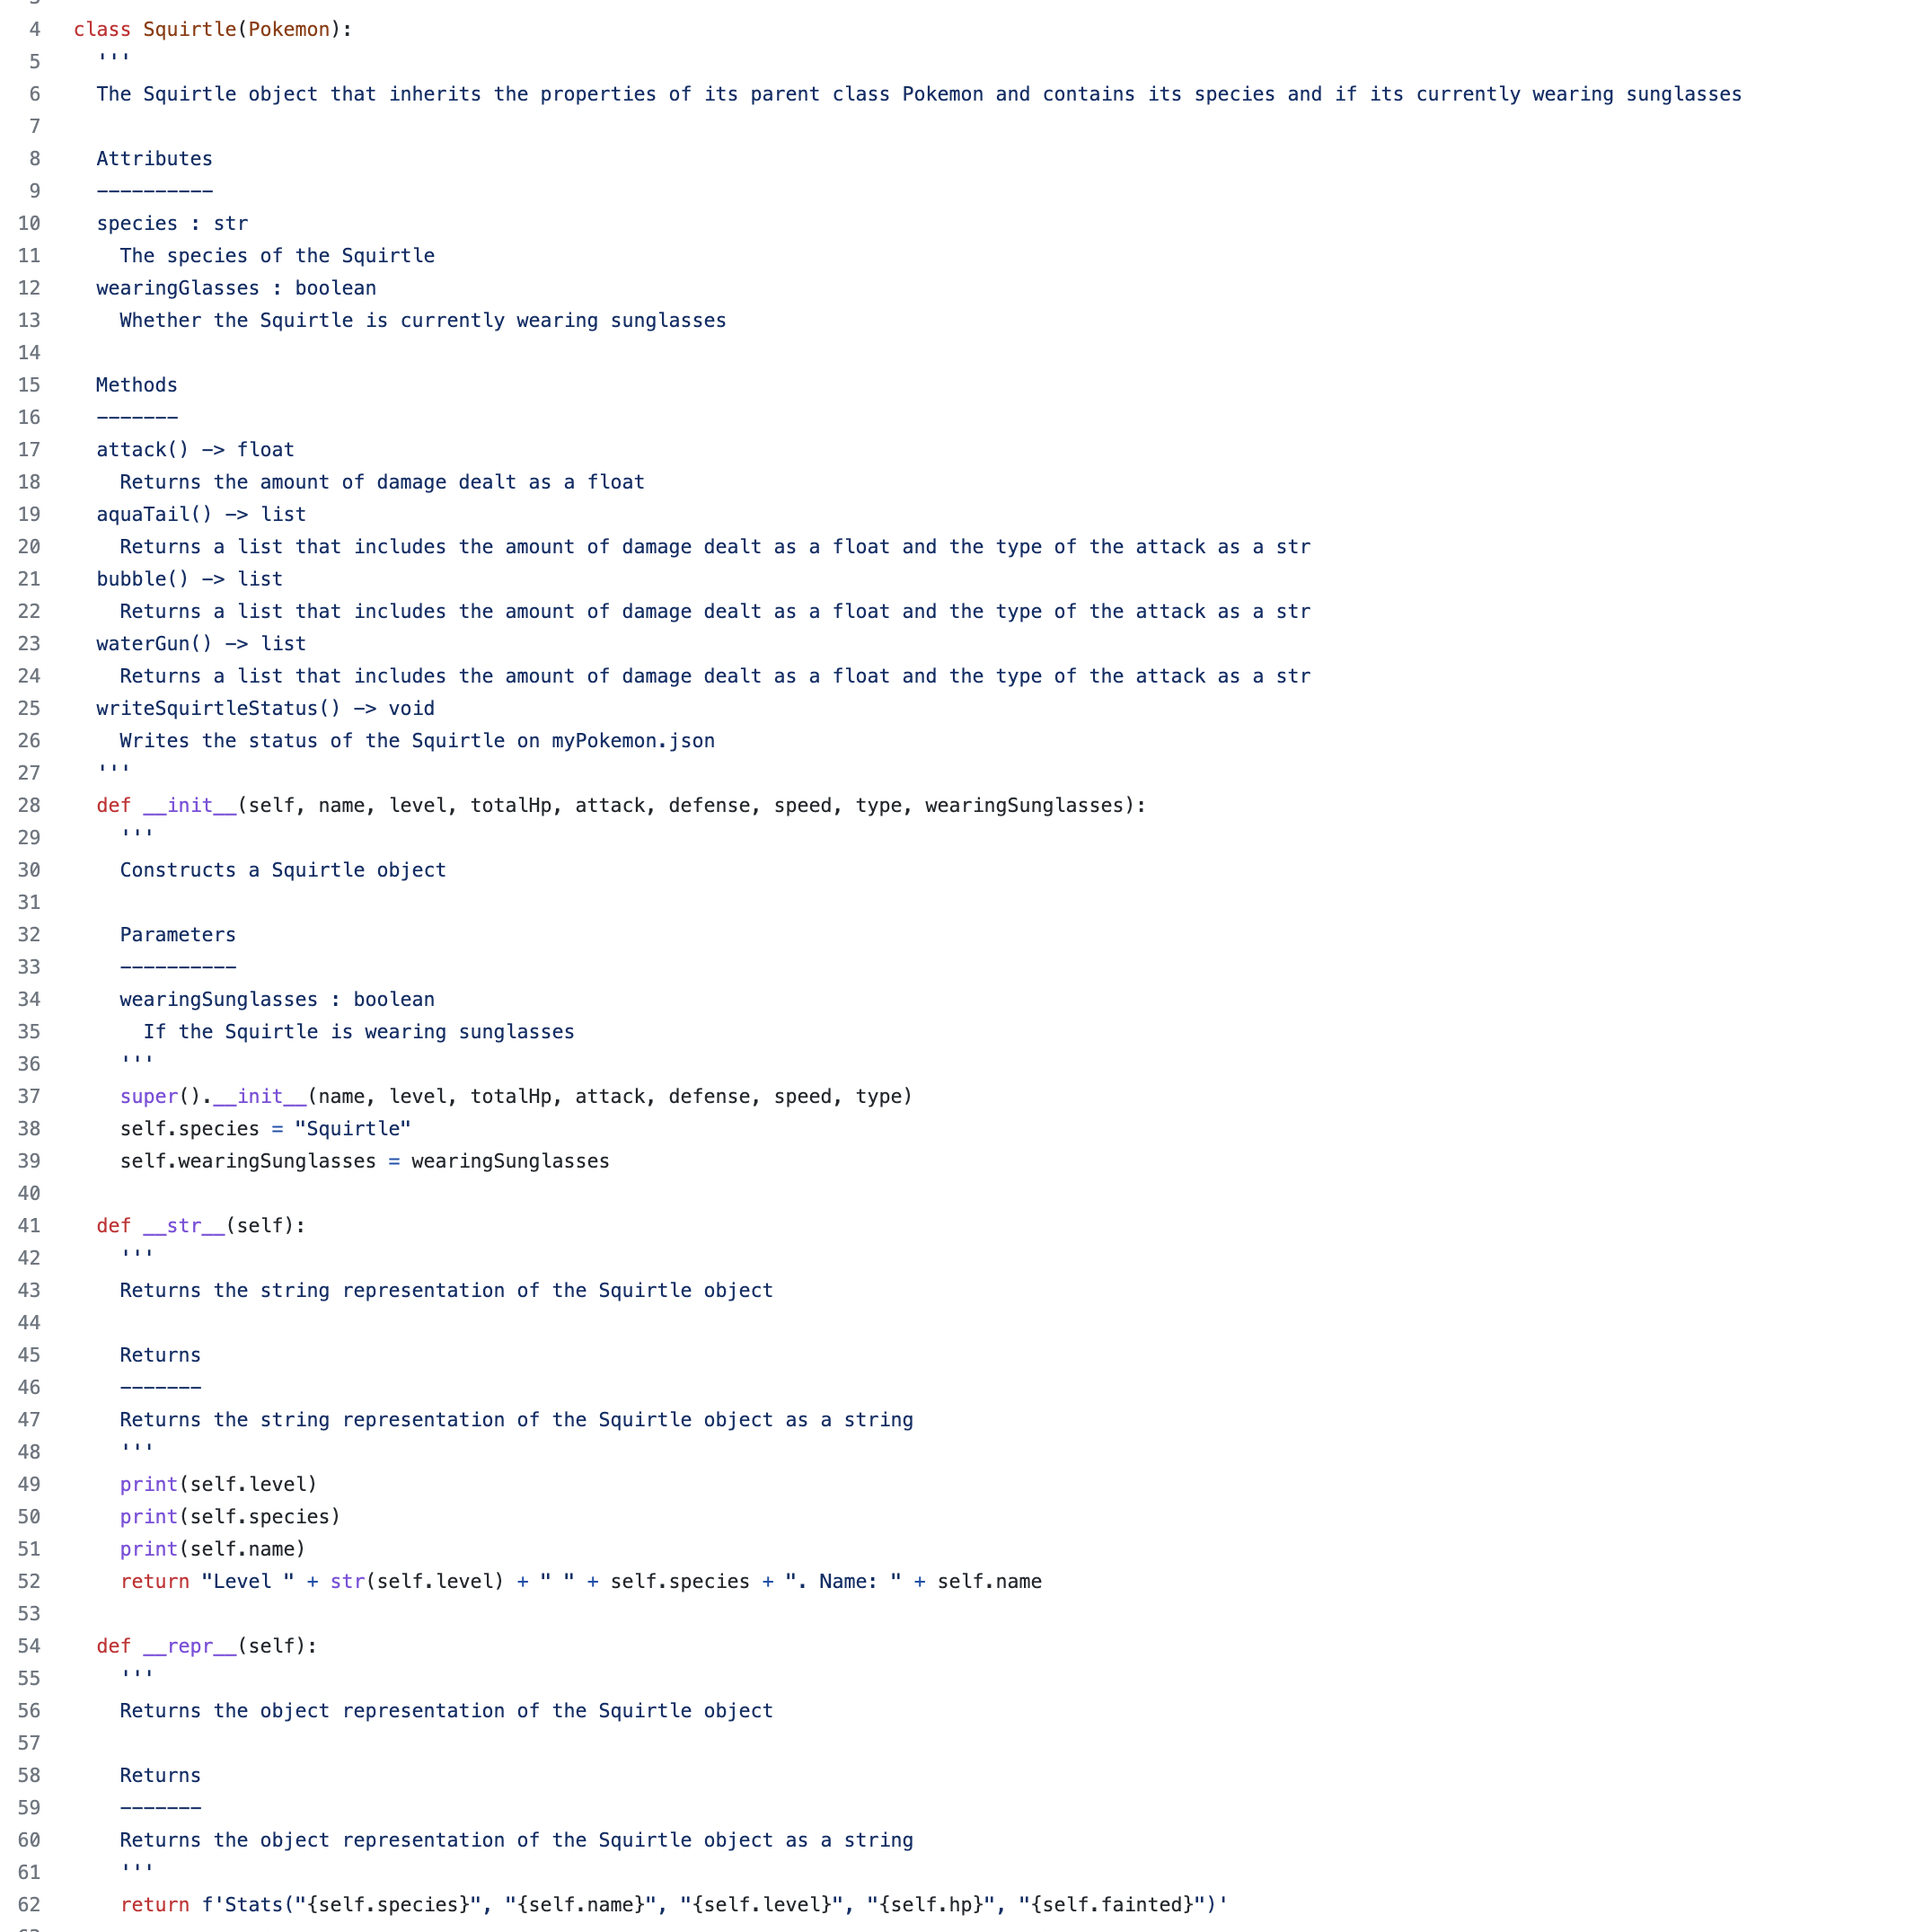 4 class Squirtle(Pokemon):
5 '''
6 The Squirtle object that inherits the properties of its parent class Pokemon and contains its species and if its currently wearing sunglasses
7
8 Attributes
9 ----------
10 species : str
11 The species of the Squirtle
12 wearingGlasses : boolean
13 Whether the Squirtle is currently wearing sunglasses
14
15 Methods
16 -------
17 attack() -> float
18 Returns the amount of damage dealt as a float
19 aquaTail() -> list
20 Returns a list that includes the amount of damage dealt as a float and the type of the attack as a str
21 bubble() -> list
22 Returns a list that includes the amount of damage dealt as a float and the type of the attack as a str
23 waterGun() -> list
24 Returns a list that includes the amount of damage dealt as a float and the type of the attack as a str
25 writeSquirtleStatus() -> void
26 Writes the status of the Squirtle on myPokemon.json
27 '''
28 def __init__(self, name, level, totalHp, attack, defense, speed, type, wearingSunglasses):
29 '''
30 Constructs a Squirtle object
31
32 Parameters
33 ----------
34 wearingSunglasses : boolean
35 If the Squirtle is wearing sunglasses
36 '''
37 super().__init__(name, level, totalHp, attack, defense, speed, type)
38 self.species = "Squirtle"
39 self.wearingSunglasses = wearingSunglasses
40
41 def __str__(self):
42 '''
43 Returns the string representation of the Squirtle object
44
45 Returns
46 -------
47 Returns the string representation of the Squirtle object as a string
48 '''
49 print(self.level)
50 print(self.species)
51 print(self.name)
52 return "Level " + str(self.level) + " " + self.species + ". Name: " + self.name
53
54 def __repr__(self):
55 '''
56 Returns the object representation of the Squirtle object
57
58 Returns
59 -------
60 Returns the object representation of the Squirtle object as a string
61 '''
62 return f'Stats("{self.species}", "{self.name}", "{self.level}", "{self.hp}", "{self.fainted}")'